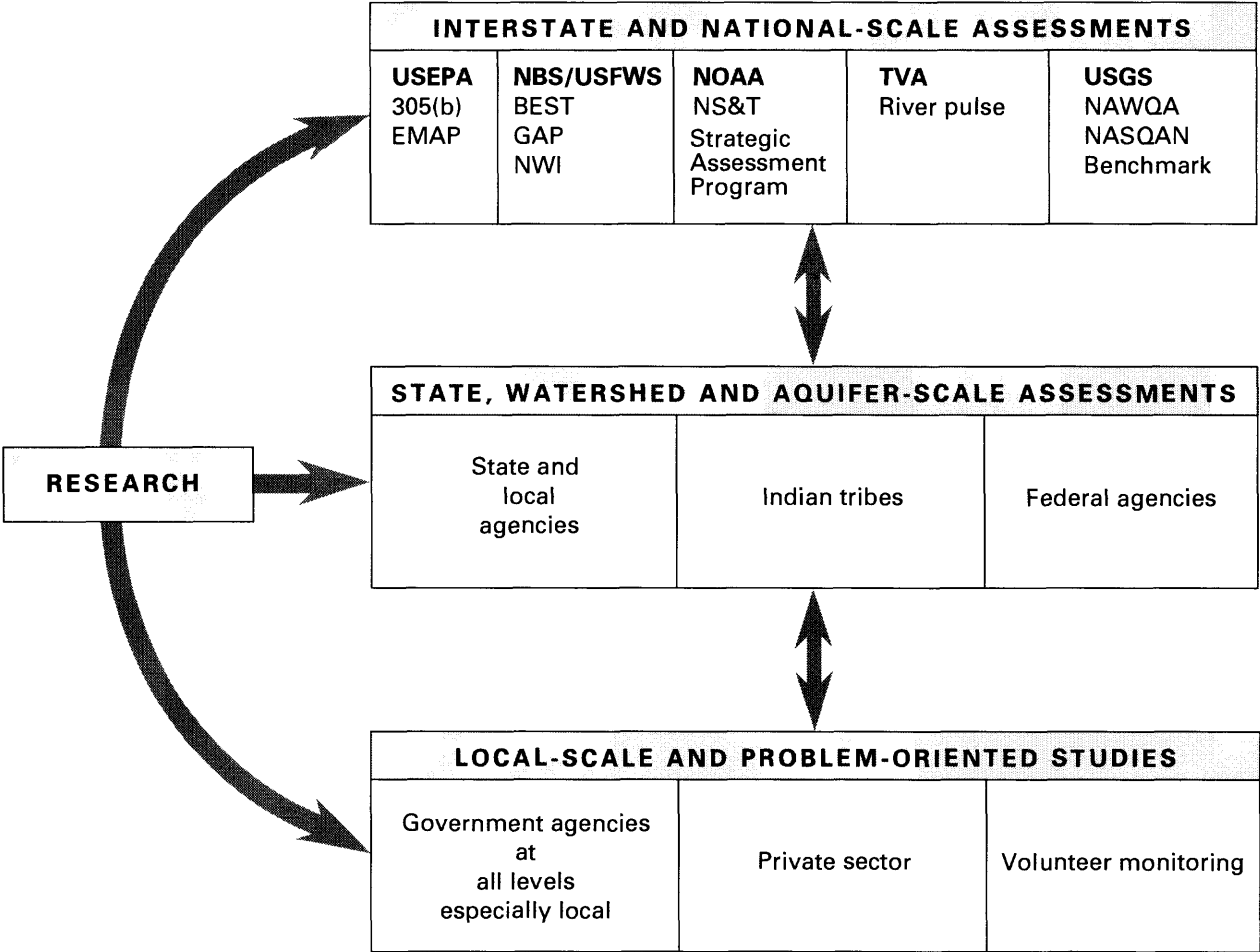 INTERSTATE AND NATIONAL-SCALE ASSESSMENTS
USEPA
305(b)
EMAP
NBS/USFWS
BEST
GAP
NWI
NOAA
NS&T
Strategic
Assessment
Program
TVA
River pulse
USGS
NAWQA
NASQAN
Benchmark
STATE, WATERSHED AND AQUIFER-SCALE ASSESSMENTS
RESEARCH
State and
local
agencies
Indian tribes
Federal agencies
LOCAL-SCALE AND PROBLEM-ORIENTED STUDIES
Government agencies
at
all levels
especially local
Private sector
Volunteer monitoring